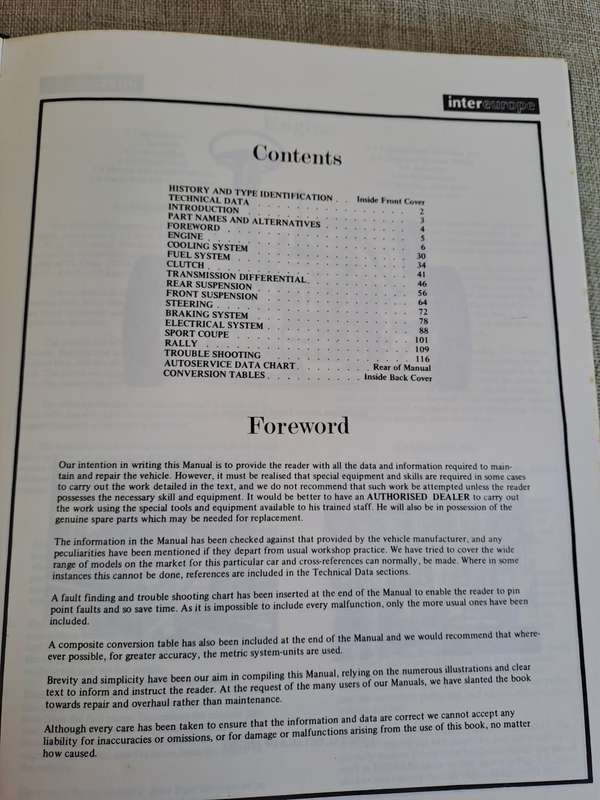 intereurope
Contents
HISTORY AND TYPE IDENTIFICATION . . Inside Front Cover
TECHNICAL DATA . . . . . . . . . . . . 2
INTRODUCTION . . . . . . . . . . . . 3
PART NAMES AND ALTERNATIVES . . . . . . . 4
FOREWORD . . . . . . . . . . . . . 5
ENGINE . . . . . . . . . . . . . . 6
COOLING SYSTEM . . . . . . . . . . . 30
FUEL SYSTEM . . . . . . . . . . . . 34
CLUTCH . . . . . . . . . . . . . . 41
TRANSMISSION DIFFERENTIAL . . . . . . . . 46
REAR SUSPENSION . . . . . . . . . . . 56
FRONT SUSPENSION . . . . . . . . . . . 64
STEERING . . . . . . . . . . . . . 72
BRAKING SYSTEM . . . . . . . . . . . 78
ELECTRICAL SYSTEM . . . . . . . . . . 88
SPORT COUPE . . . . . . . . . . . . 101
RALLY . . . . . . . . . . . . . . 109
TROUBLE SHOOTING . . . . . . . . . . 116
AUTOSERVICE DATA CHART . . . . . . . Rear of Manual
CONVERSION TABLES . . . . . . . . . . Inside Back Cover
Foreword
Our intention in writing this Manual is to provide the reader with all the data and information required to main-
tain and repair the vehicle. However, it must be realised that special equipment and skills are required in some cases
to carry out the work detailed in the text, and we do not recommend that such work be attempted unless the reader
possesses the necessary skill and equipment. It would be better to have an AUTHORISED DEALER to carry out
the work using the special tools and equipment available to his trained staff. He will also be in possession of the
genuine spare parts which may be needed for replacement.
The information in the Manual has been checked against that provided by the vehicle manufacturer, and any
peculiarities have been mentioned if they depart from usual workshop practice. We have tried to cover the wide
range of models on the market for this particular car and cross-references can normally, be made. Where in some
instances this cannot be done, references are included in the Technical Data sections.
A fault finding and trouble shooting chart has been inserted at the end of the Manual to enable the reader to pin
point faults and so save time. As it is impossible to include every malfunction, only the more usual ones have been
included.
A composite conversion table has also been included at the end of the Manual and we would recommend that where-
ever possible, for greater accuracy, the metric system-units are used.
Brevity and simplicity have been our aim in compiling this Manual, relying on the numerous illustrations and clear
text to inform and instruct the reader. At the request of the many users of our Manuals, we have slanted the book
towards repair and overhaul rather than maintenance.
Although every care has been taken to ensure that the information and data are correct we cannot accept any
liability for inaccuracies or omissions, or for damage or malfunctions arising from the use of this book, no matter
how caused.